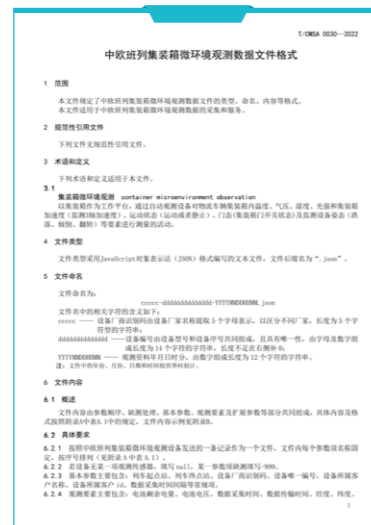 T/CMSA 0030—2022
中欧班列集装箱微环境观测数据文件格式
1 范围
本文件规定了中欧班列集装箱微环境观测数据文件的类型、命名、内容等格式。
本文件适用于中欧班列集装箱微环境观测数据的采集和服务。
2 规范性引用文件
下列文件无规范性引用文件。
3 术语和定义
下列术语和定义适用于本文件。
3.1
集装箱微环境观测 container microenvironment observation
以集装箱作为工作平台，通过自动观测设备对物流车辆集装箱内温度、气压、湿度、光强和集装箱
加速度（监测3轴加速度）、运动状态（运动或者静止）、门态(集装箱门开关状态)及监测设备姿态（跌
落、倾倒、翻转）等要素进行测量的活动。
4 文件类型
文件类型采用JavaScript对象表示法（JSON）格式编写的文本文件，文件后缀名为“.json”。
5 文件命名
文件命名为：
ccccc-dddddddddddddd-YYYYMMDDHHMM.json
文件名中的相关字符的含义如下：
ccccc —— 设备厂商识别码由设备厂家名称提取 5 个字母表示，以区分不同厂家，长度为 5 个字
符型的字符串；
dddddddddddddd ——设备编号由设备型号和设备序号共同组成，且具有唯一性，由字母及数字组
成长度为 14 个字符的字符串，长度不足在右侧补 0；
YYYYMMDDHHMM —— 观测资料年月日时分，由数字组成长度为 12 个字符的字符串。
注：文件中的年份、月份、日期和时间按世界时制计。
6 文件内容
6.1 概述
文件内容由参数顺序、缺测处理、基本参数、观测要素及扩展参数等部分共同组成，具体内容及格
式按照附录A中表A.1中的规定，文件内容示例见附录B。
6.2 具体要求
6.2.1 按照中欧班列集装箱微环境观测设备发送的一条记录作为一个文件，文件内每个参数项名称固
定，按序号排列（见附录 A 中表 A.1）。
6.2.2 若设备无某一项观测传感器，填写 null；某一参数项缺测填写-999。
6.2.3 基本参数主要包含：列车起点站、列车终点站、设备厂商识别码、设备唯一编号、设备所属客
户名称、设备所属客户 id、数据采集时间间隔等常规项。
6.2.4 观测要素主要包含：电池剩余电量、电池电压、数据采集时间、数据传输时间、经度、纬度、
1